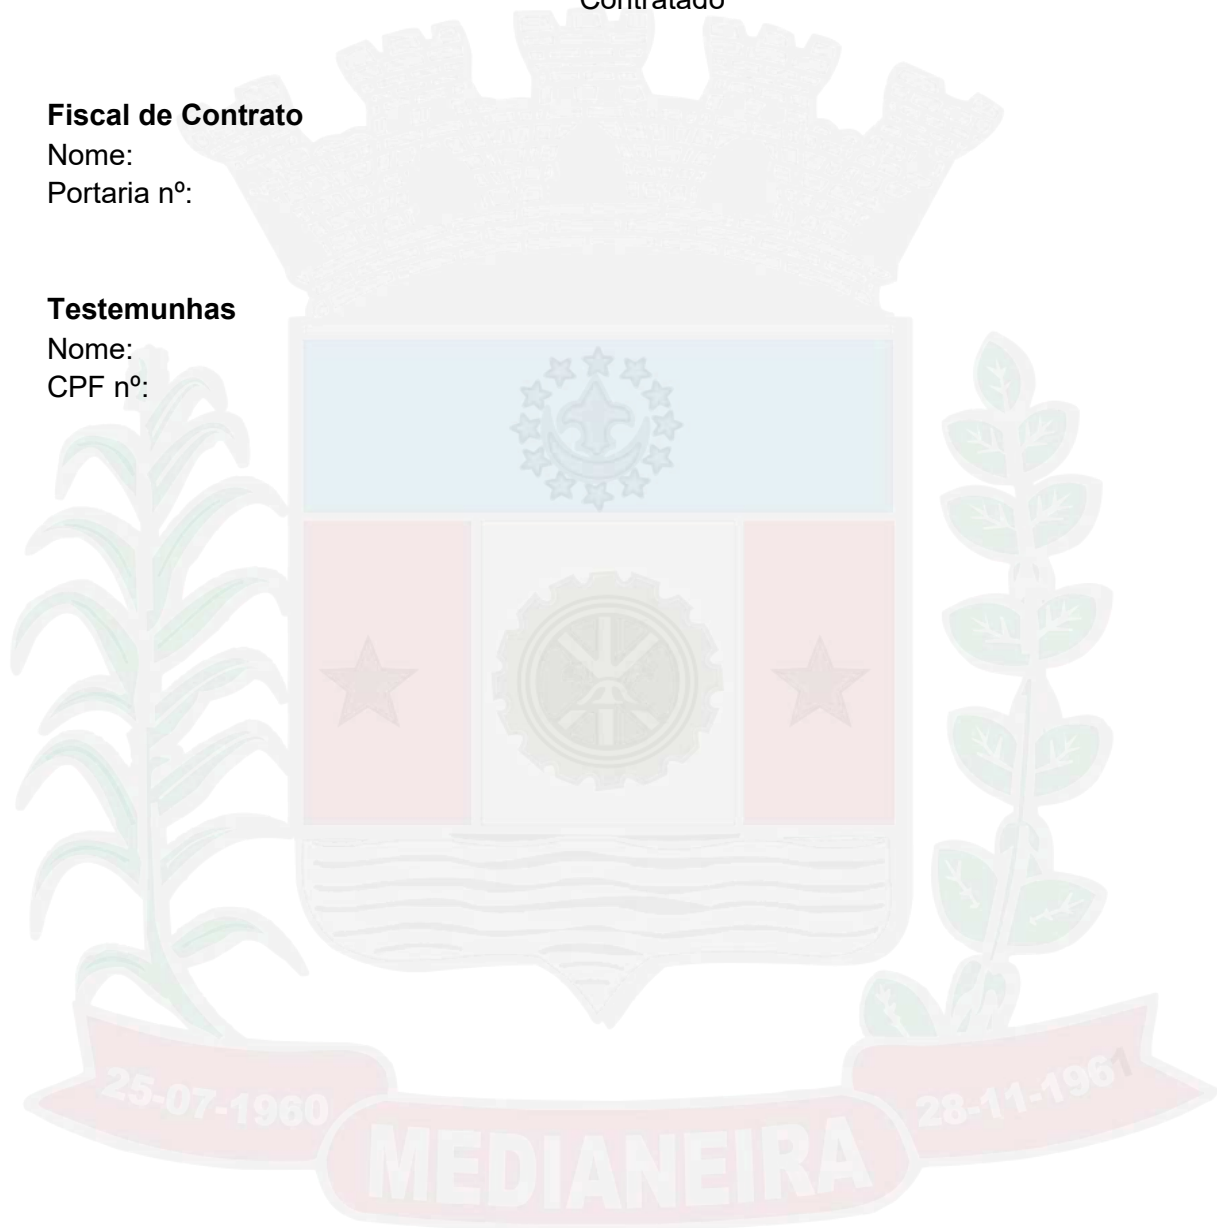 Contratado
Fiscal de Contrato
Nome:
Portaria nº:
Testemunhas
Nome:
CPF nº:
25-07-1960
28-11-1961
MEDIANEIRA